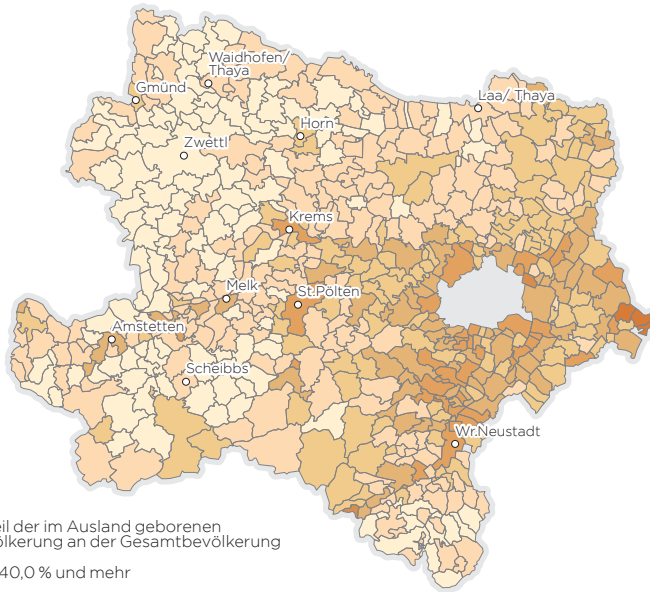 Waidhofen/
Thaya
Gmünd
Laa/ Thaya
Horn
Zwettl
Krems
Melk
St.Pölten
Amstetten
Scheibbs
Wr.Neustadt
eil der im Ausland geborenen
ölkerung an der Gesamtbevölkerung
40,0 % und mehr